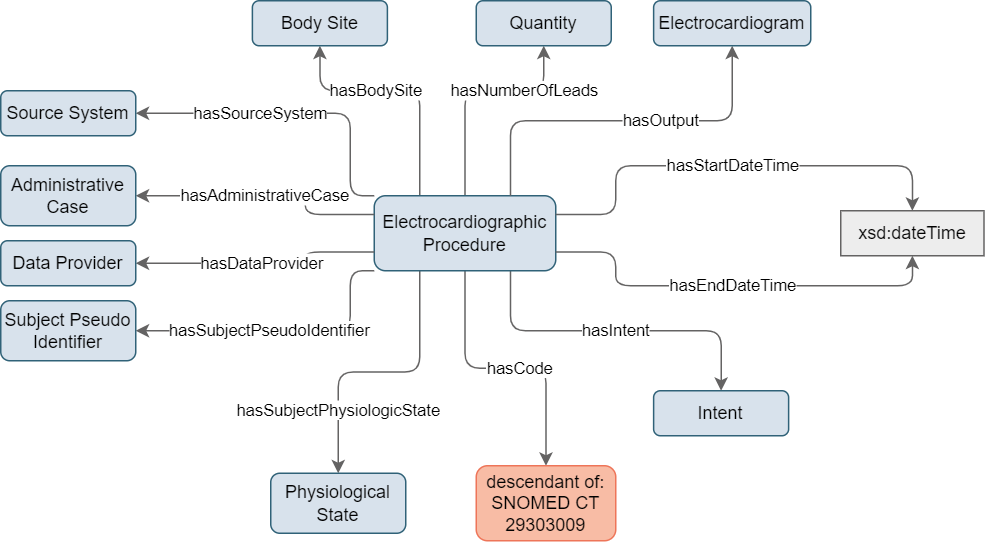 Body Site
Quantity
Electrocardiogram
hasBodySite
hasNumberOfLeads
Source System
hasSourceSystem
hasOutput
hasStartDateTime
Administrative
Case
hasAdministrativeCase
Electrocardiographic
Procedure
xsd:dateTime
Data Provider
hasDataProvider
hasEndDateTime
Subject Pseudo
Identifier
hasSubjectPseudoIdentifier
hasIntent
hasCode
hasSubjectPhysiologicState
Intent
Physiological
State
descendant of:
SNOMED CT
29303009